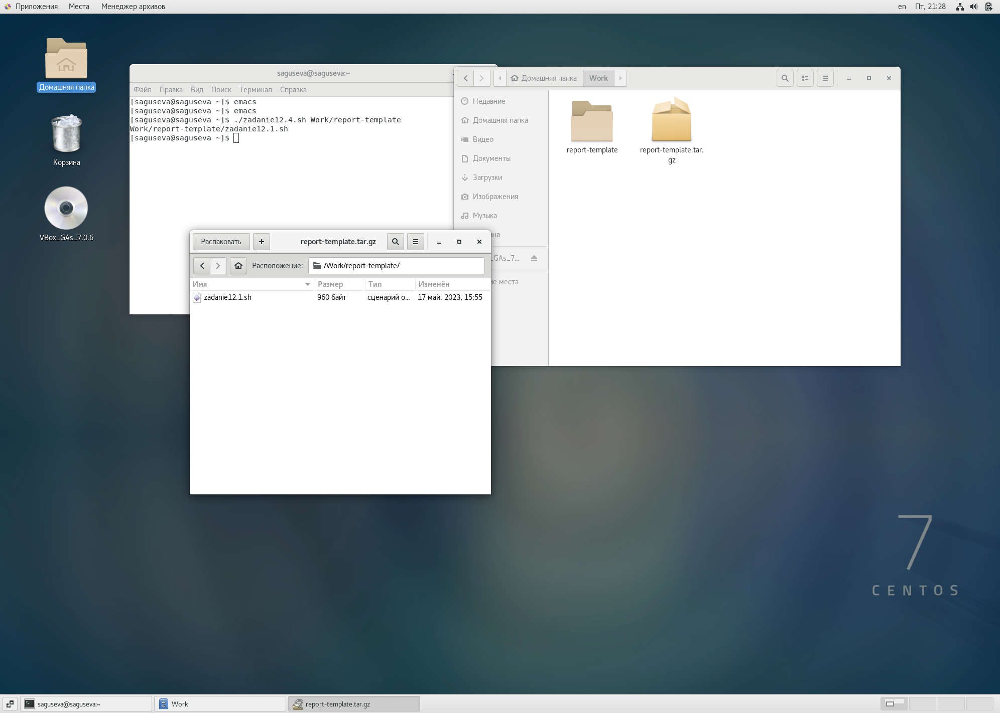 Приложения Места Менеджер архивов en Пт, 21:28
Домашняя папка
Корзина
VBox_GAs_7.0.6
saguseva@saguseva:~
Файл Правка Вид Поиск Терминал Справка
[saguseva@saguseva ~]$ emacs
[saguseva@saguseva ~]$ emacs
[saguseva@saguseva ~]$ ./zadanie12.4.sh Work/report-template
Work/report-template/zadanie12.1.sh
[saguseva@saguseva ~]$
Домашняя папка Work
Недавние
Домашняя папка
Видео
Документы
Загрузки
Изображения
Музыка
report-template
report-template.tar.
gz
Распаковать + report-template.tar.gz
Расположение: /Work/report-template/
Имя Размер Тип Изменён
zadanie12.1.sh 960 байт сценарий о... 17 май. 2023, 15:55
_GAs_7...
места
7
CENTOS
saguseva@saguseva:~ Work report-template.tar.gz